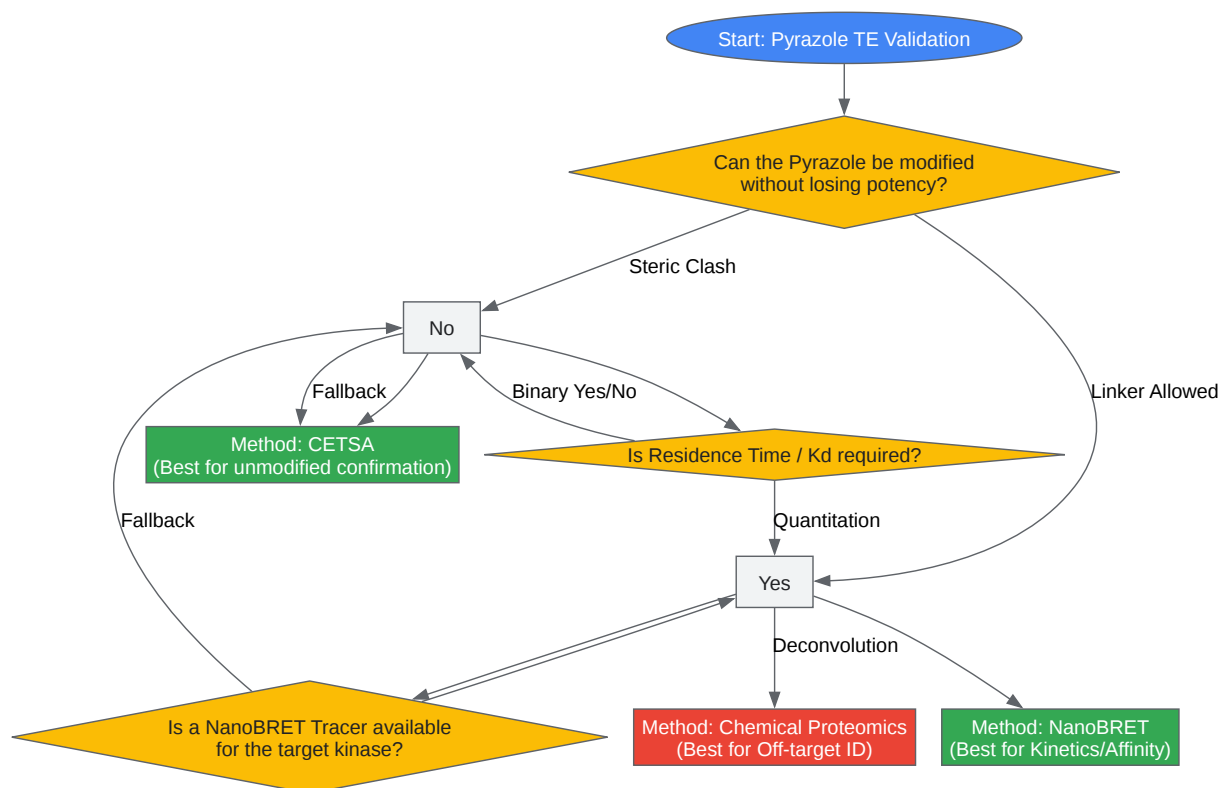 Start: Pyrazole TE Validation
Can the Pyrazole be modified
without losing potency?
Steric Clash
No
Linker Allowed
Fallback
Binary Yes/No
Method: CETSA
(Best for unmodified confirmation)
Is Residence Time / Kd required?
Fallback
Quantitation
Yes
Deconvolution
Is a NanoBRET Tracer available
for the target kinase?
Method: Chemical Proteomics
(Best for Off-target ID)
Method: NanoBRET
(Best for Kinetics/Affinity)